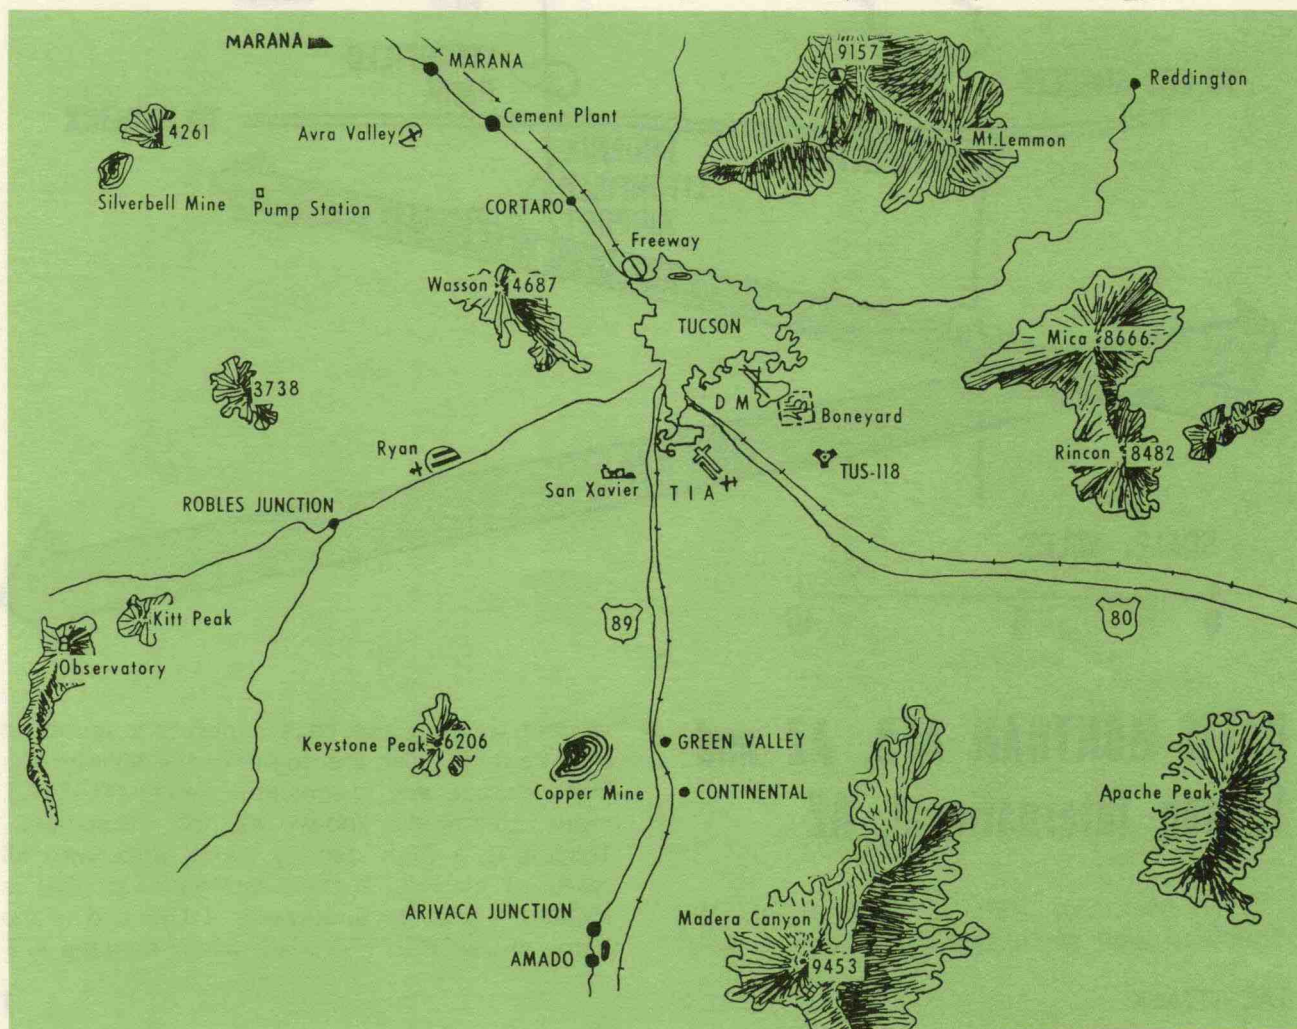 MARANA
MARANA
9157
Reddington
4261
Avra Valley
Cement Plant
Mt.Lemmon
Silverbell Mine
Pump Station
CORTARO
Freeway
Wasson 4687
TUCSON
Mica 8666
3738
D M
Boneyard
Ryan
Rincon 8482
San Xavier
T I A
TUS-118
ROBLES JUNCTION
Kitt Peak
89
80
Observatory
Keystone Peak 6206
GREEN VALLEY
Copper Mine
CONTINENTAL
Apache Peak
ARIVACA JUNCTION
Madera Canyon
AMADO
9453